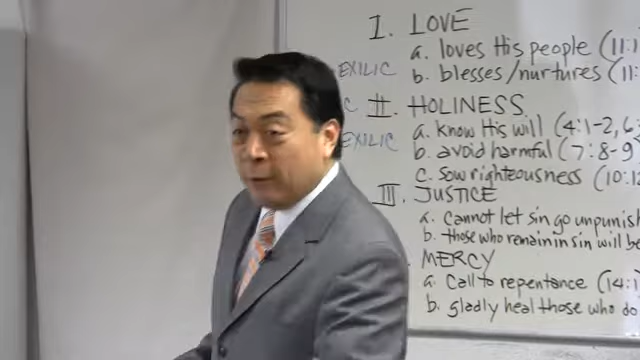 I. LOVE
a. loves His people (11:1
EXILIC b. blesses/nurtures (11:
C II. HOLINESS
a. know His will (4:1-2, 6:
EXILIC b. avoid harmful (7:8-9
c. sow righteousness (10:12
III. JUSTICE
a. cannot let sin go unpunish
b. those who remain in sin will be
MERCY
a. call to repentance (14:1
b. gladly heal those who do